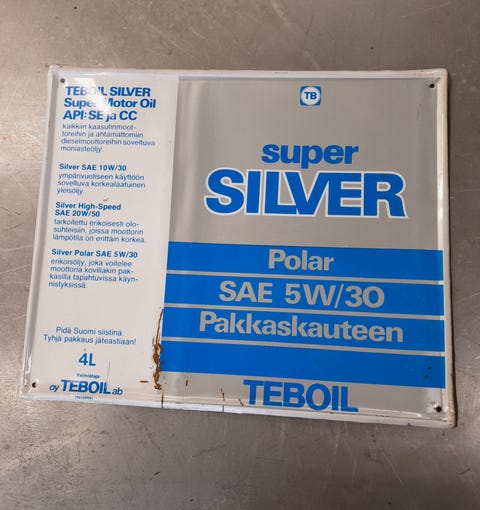 TEBOIL SILVER
Super Motor Oil
API:SE ja CC
kaikkiin kaasutinmoot-
toreihin ja ahtamattomiin
dieselmoottoreihin soveltuva
moniasteöljy.
Silver SAE 10W/30
ympärivuotiseen käyttöön
soveltuva korkealaatuinen
yleisöljy.
Silver High-Speed
SAE 20W/50
tarkoitettu erikoisesti olo-
suhteisiin, joissa moottorin
lämpötila on erittäin korkea.
Silver Polar SAE 5W/30
erikoisöljy, joka voitelee
moottoria kovillakin pak-
kasilla tapahtuvissa käyn-
nistyksissä.
Pidä Suomi siistinä.
Tyhjä pakkaus jäteastiaan!
4L
Valmistaja
oy TEBOIL ab
TB
super
SILVER
Polar
SAE 5W/30
Pakkaskauteen
TEBOIL